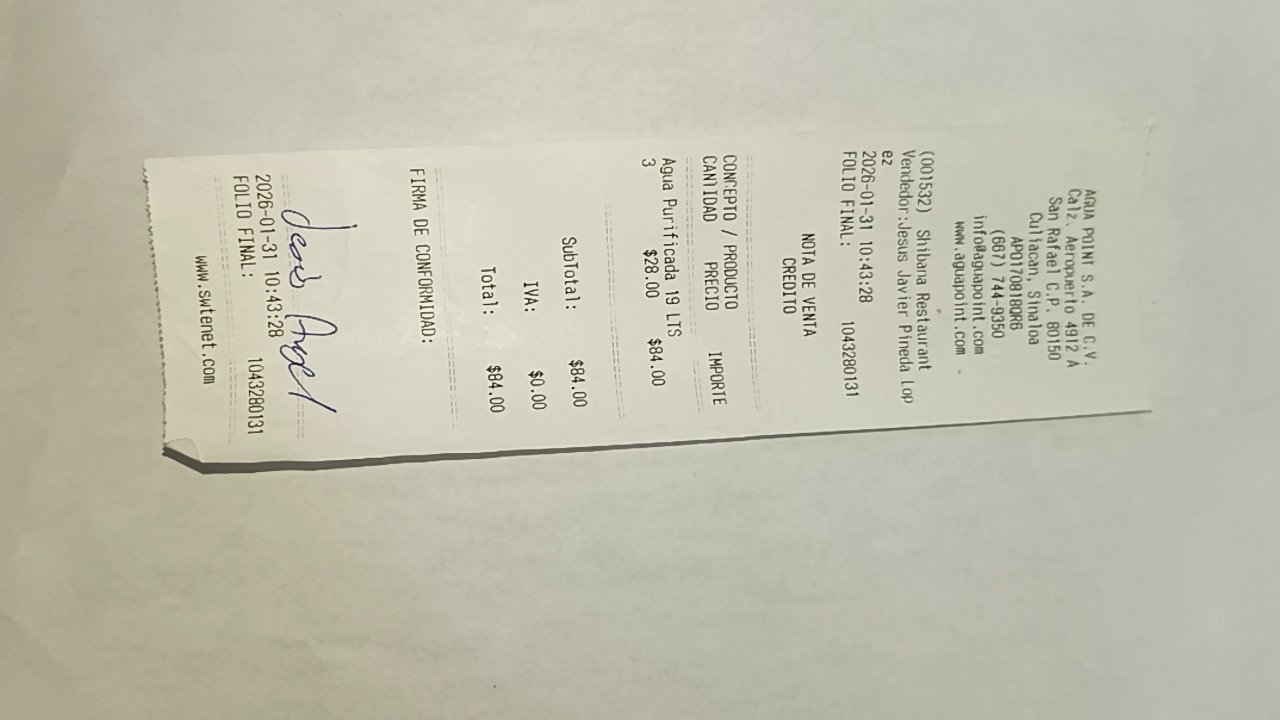 AGUA POINT S.A. DE C.V.
Calz. Aeropuerto 4912 A
San Rafael C.P. 80150
Culiacan, Sinaloa
APO170818QR6
(667) 744-9350
info@aguapoint.com
www.aguapoint.com
(001532) Shibana Restaurant
Vendedor:Jesus Javier Pineda Lop
ez
2026-01-31 10:43:28
FOLIO FINAL: 1043280131
NOTA DE VENTA
CREDITO
CONCEPTO / PRODUCTO
CANTIDAD PRECIO IMPORTE
Agua Purificada 19 LTS
3 $28.00 $84.00
SubTotal: $84.00
IVA: $0.00
Total: $84.00
FIRMA DE CONFORMIDAD:
Jesús Angel
2026-01-31 10:43:28
FOLIO FINAL: 1043280131
www.swtenet.com